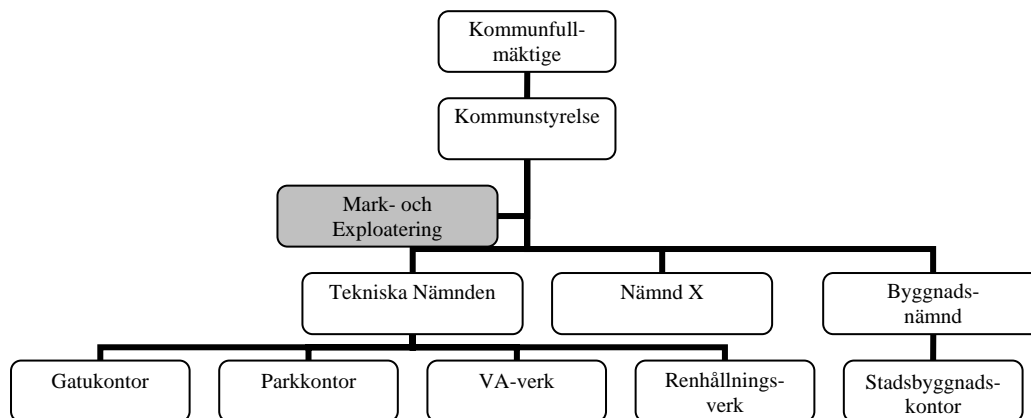 Kommunfull-
mäktige
Kommunstyrelse
Mark- och
Exploatering
Tekniska Nämnden
Nämnd X
Byggnads-
nämnd
Gatukontor
Parkkontor
VA-verk
Renhållnings-
verk
Stadsbyggnads-
kontor